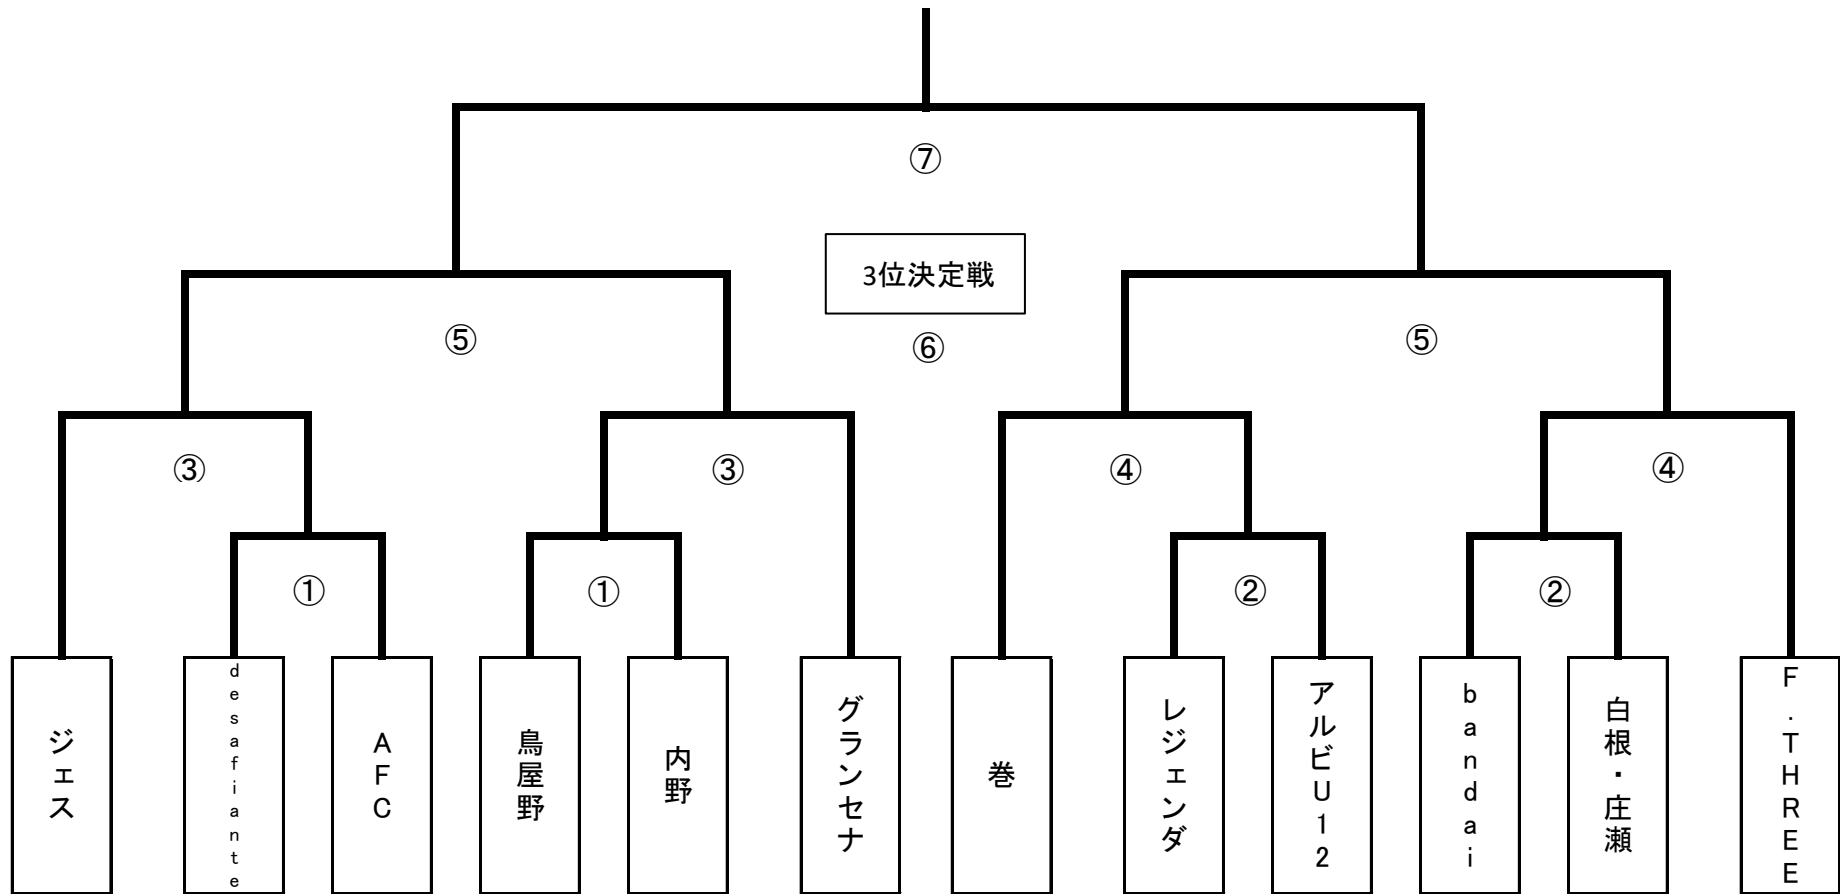 ⑦
3位決定戦
⑤
⑥
⑤
③
③
④
④
①
①
②
②
ジェス
desafiante
AFC
鳥屋野
内野
グランセナ
巻
レジェンダ
アルビU12
bandai
白根・庄瀬
F.THREE